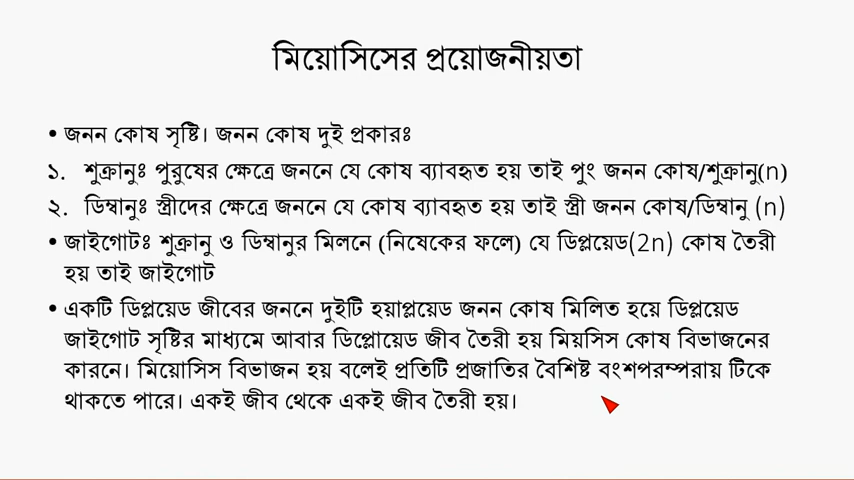 মিয়োসিসের প্রয়োজনীয়তা
• জনন কোষ সৃষ্টি। জনন কোষ দুই প্রকারঃ
১. শুক্রানুঃ পুরুষের ক্ষেত্রে জননে যে কোষ ব্যাবহৃত হয় তাই পুং জনন কোষ/শুক্রানু(n)
২. ডিম্বানুঃ স্ত্রীদের ক্ষেত্রে জননে যে কোষ ব্যাবহৃত হয় তাই স্ত্রী জনন কোষ/ডিম্বানু (n)
• জাইগোটঃ শুক্রানু ও ডিম্বানুর মিলনে (নিষেকের ফলে) যে ডিপ্লয়েড(2n) কোষ তৈরী
হয় তাই জাইগোট
• একটি ডিপ্লয়েড জীবের জননে দুইটি হয়াপ্লয়েড জনন কোষ মিলিত হয়ে ডিপ্লয়েড
জাইগোট সৃষ্টির মাধ্যমে আবার ডিপ্লোয়েড জীব তৈরী হয় মিয়সিস কোষ বিভাজনের
কারনে। মিয়োসিস বিভাজন হয় বলেই প্রতিটি প্রজাতির বৈশিষ্ট বংশপরম্পরায় টিকে
থাকতে পারে। একই জীব থেকে একই জীব তৈরী হয়।